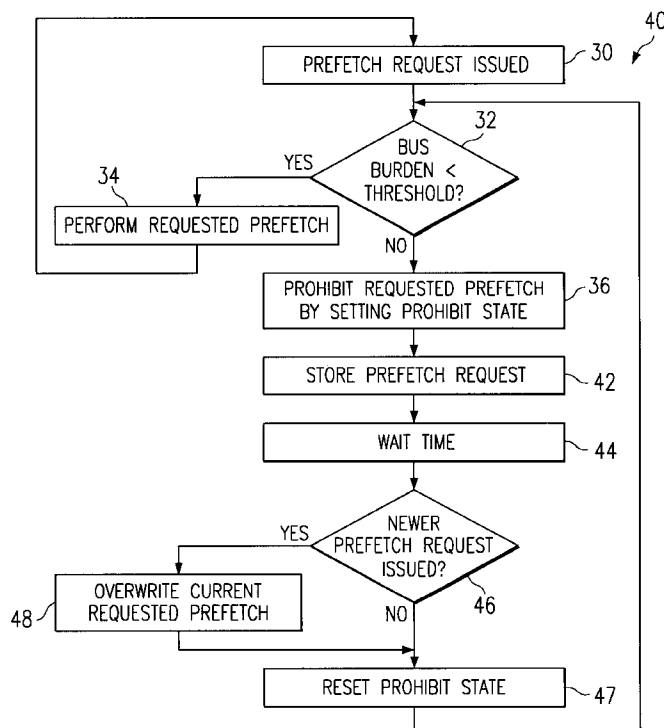 40
PREFETCH REQUEST ISSUED
30
32
BUS
BURDEN <
THRESHOLD?
YES
34
PERFORM REQUESTED PREFETCH
NO
PROHIBIT REQUESTED PREFETCH
BY SETTING PROHIBIT STATE
36
STORE PREFETCH REQUEST
42
WAIT TIME
44
NEWER
PREFETCH REQUEST
ISSUED?
YES
46
OVERWRITE CURRENT
REQUESTED PREFETCH
48
NO
RESET PROHIBIT STATE
47